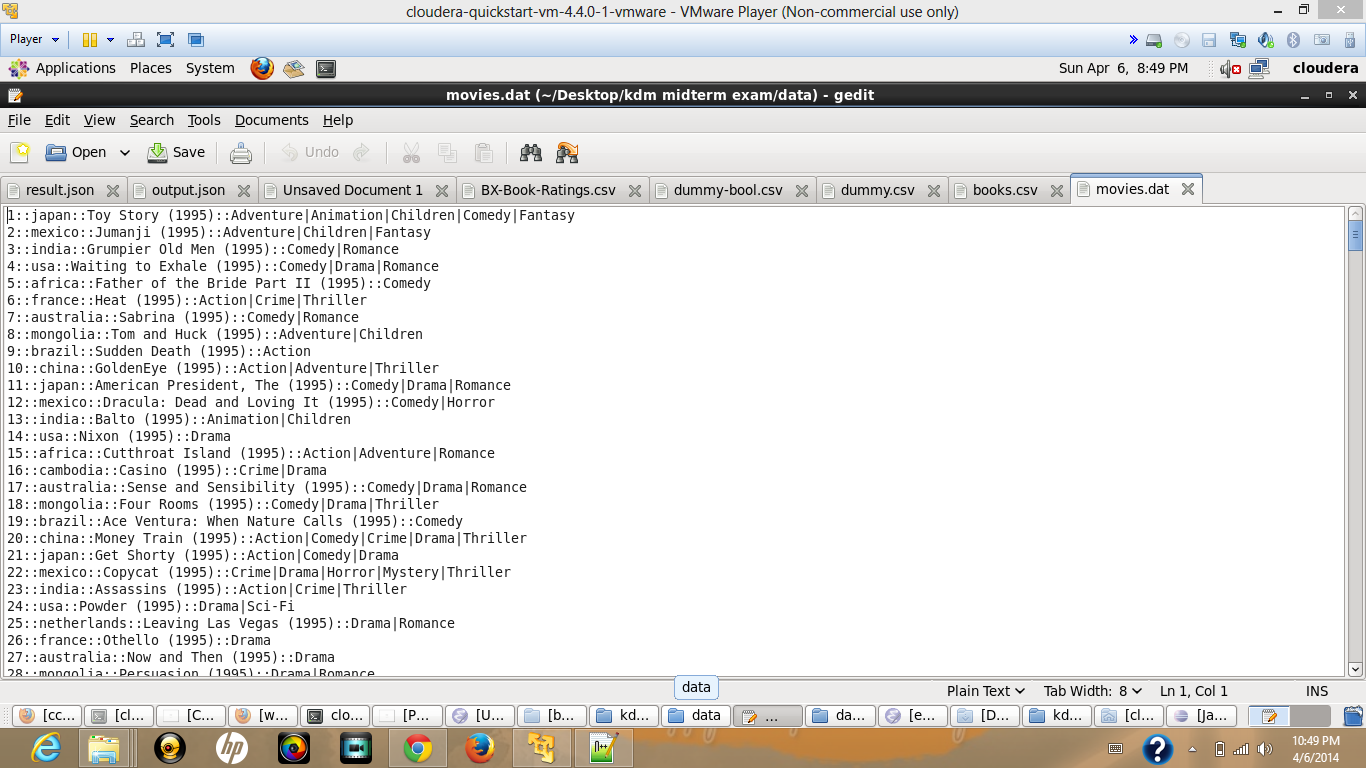 cloudera-quickstart-vm-4.4.0-1-vmware - VMware Player (Non-commercial use only)
Player
Applications Places System Sun Apr 6, 8:49 PM cloudera
movies.dat (~/Desktop/kdm midterm exam/data) - gedit
File Edit View Search Tools Documents Help
Open Save Undo
result.json output.json Unsaved Document 1 BX-Book-Ratings.csv dummy-bool.csv dummy.csv books.csv movies.dat
1::japan::Toy Story (1995)::Adventure|Animation|Children|Comedy|Fantasy
2::mexico::Jumanji (1995)::Adventure|Children|Fantasy
3::india::Grumpier Old Men (1995)::Comedy|Romance
4::usa::Waiting to Exhale (1995)::Comedy|Drama|Romance
5::africa::Father of the Bride Part II (1995)::Comedy
6::france::Heat (1995)::Action|Crime|Thriller
7::australia::Sabrina (1995)::Comedy|Romance
8::mongolia::Tom and Huck (1995)::Adventure|Children
9::brazil::Sudden Death (1995)::Action
10::china::GoldenEye (1995)::Action|Adventure|Thriller
11::japan::American President, The (1995)::Comedy|Drama|Romance
12::mexico::Dracula: Dead and Loving It (1995)::Comedy|Horror
13::india::Balto (1995)::Animation|Children
14::usa::Nixon (1995)::Drama
15::africa::Cutthroat Island (1995)::Action|Adventure|Romance
16::cambodia::Casino (1995)::Crime|Drama
17::australia::Sense and Sensibility (1995)::Comedy|Drama|Romance
18::mongolia::Four Rooms (1995)::Comedy|Drama|Thriller
19::brazil::Ace Ventura: When Nature Calls (1995)::Comedy
20::china::Money Train (1995)::Action|Comedy|Crime|Drama|Thriller
21::japan::Get Shorty (1995)::Action|Comedy|Drama
22::mexico::Copycat (1995)::Crime|Drama|Horror|Mystery|Thriller
23::india::Assassins (1995)::Action|Crime|Thriller
24::usa::Powder (1995)::Drama|Sci-Fi
25::netherlands::Leaving Las Vegas (1995)::Drama|Romance
26::france::Othello (1995)::Drama
27::australia::Now and Then (1995)::Drama
28::mongolia::Persuasion (1995)::Drama|Romance
data
Plain Text Tab Width: 8 Ln 1, Col 1 INS
[cc... [cl... [C... [w... clo... [P... [U... [b... kd... data ... da... [e... [D... kd... [cl... [Ja...
hp
10:49 PM
4/6/2014